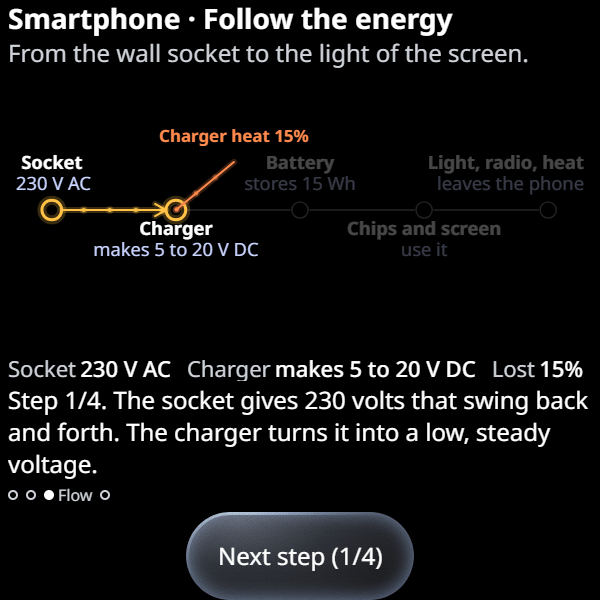 Smartphone · Follow the energy
From the wall socket to the light of the screen.
Charger heat 15%
Socket
230 V AC
Battery
stores 15 Wh
Light, radio, heat
leaves the phone
Charger
makes 5 to 20 V DC
Chips and screen
use it
Socket 230 V AC Charger makes 5 to 20 V DC Lost 15%
Step 1/4. The socket gives 230 volts that swing back
and forth. The charger turns it into a low, steady
voltage.
Flow
Next step (1/4)